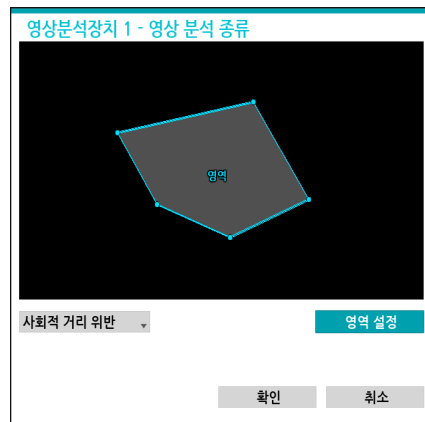 영상분석장치 1 - 영상 분석 종류
영역
사회적 거리 위반
영역 설정
확인
취소